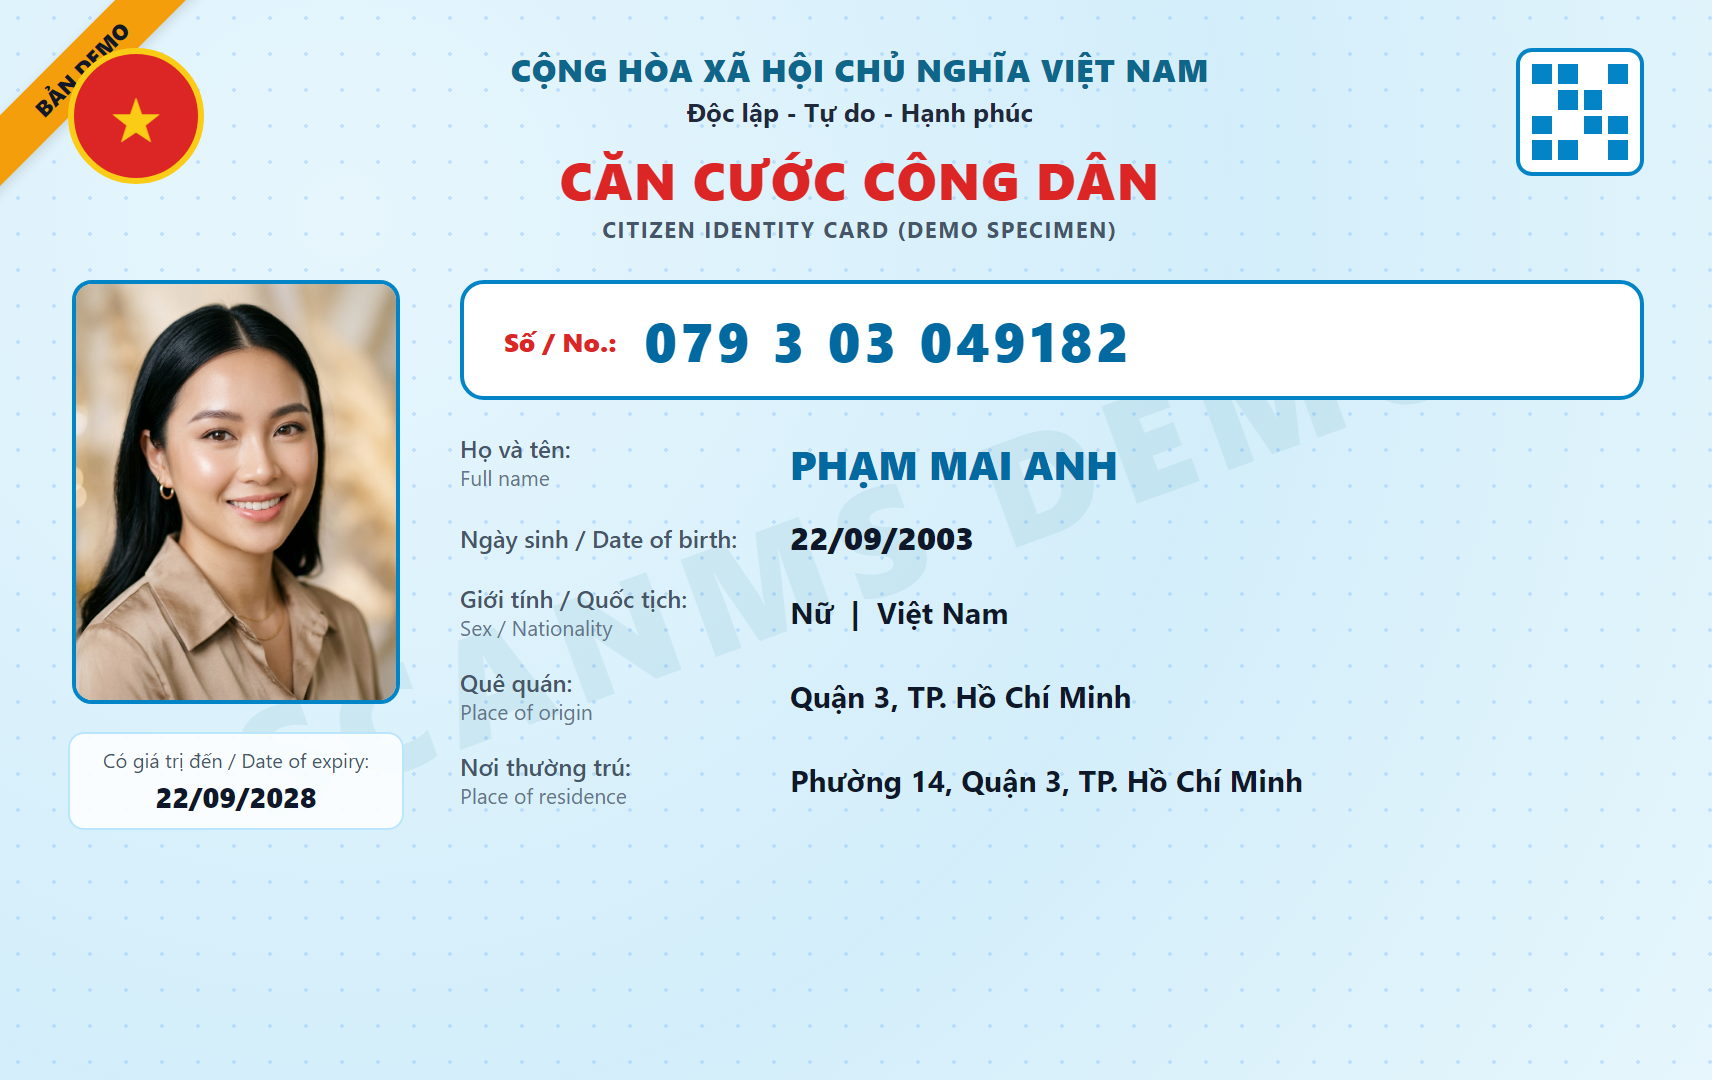 BẢN DEMO
CỘNG HÒA XÃ HỘI CHỦ NGHĨA VIỆT NAM
Độc lập - Tự do - Hạnh phúc
CĂN CƯỚC CÔNG DÂN
CITIZEN IDENTITY CARD (DEMO SPECIMEN)
Số / No.: 079 3 03 049182
Họ và tên:
Full name
PHẠM MAI ANH
Ngày sinh / Date of birth: 22/09/2003
Giới tính / Quốc tịch:
Sex / Nationality
Nữ | Việt Nam
Quê quán:
Place of origin
Quận 3, TP. Hồ Chí Minh
Nơi thường trú:
Place of residence
Phường 14, Quận 3, TP. Hồ Chí Minh
Có giá trị đến / Date of expiry:
22/09/2028
SCANMS DEMO